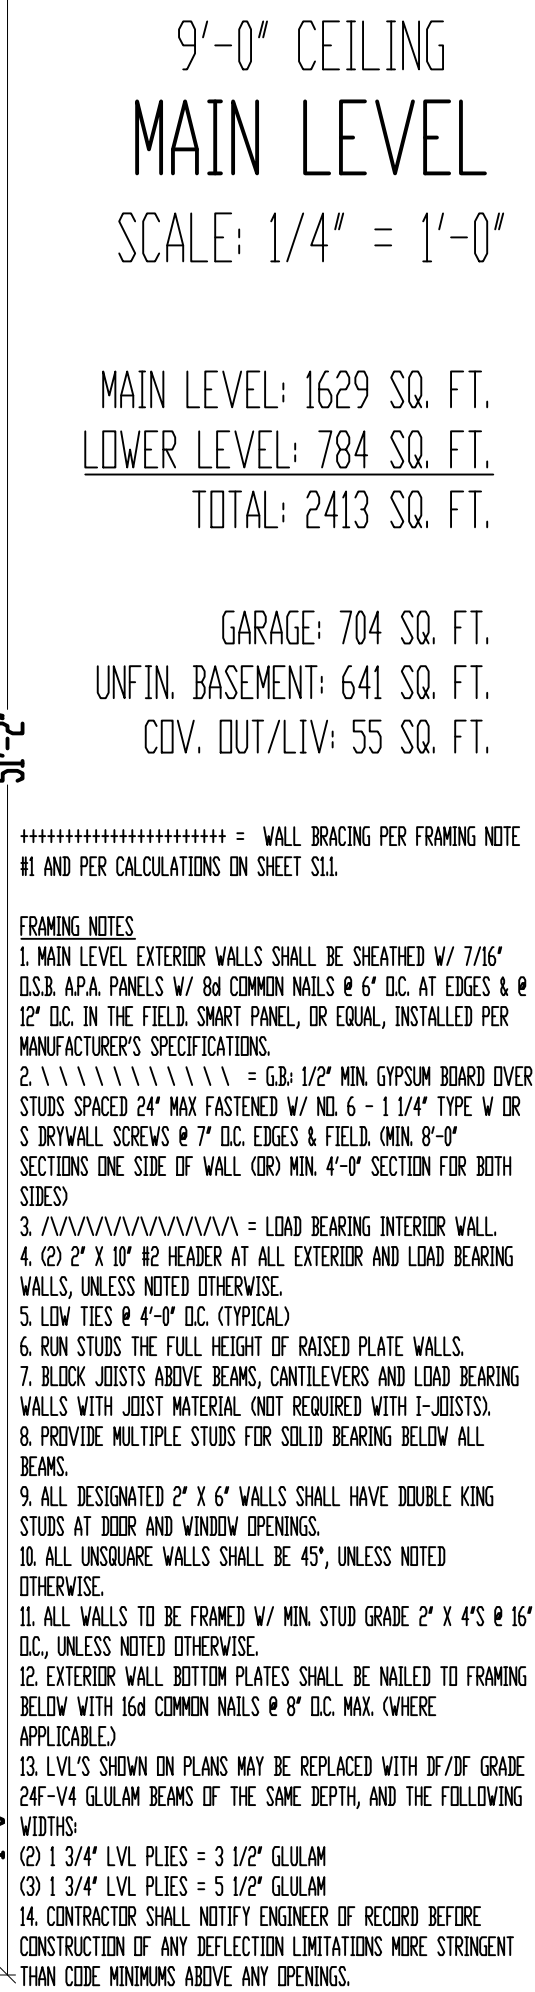 9'-0" CEILING
MAIN LEVEL
SCALE: 1/4" = 1'-0"
MAIN LEVEL: 1629 SQ. FT.
LOWER LEVEL: 784 SQ. FT.
TOTAL: 2413 SQ. FT.
GARAGE: 704 SQ. FT.
UNFIN. BASEMENT: 641 SQ. FT.
COV. OUT/LIV: 55 SQ. FT.
51'-2"
+++++++++++++++++++++++ = WALL BRACING PER FRAMING NOTE
#1 AND PER CALCULATIONS ON SHEET S1.1.
FRAMING NOTES
1. MAIN LEVEL EXTERIOR WALLS SHALL BE SHEATHED W/ 7/16"
O.S.B. A.P.A. PANELS W/ 8d COMMON NAILS @ 6" O.C. AT EDGES & @
12" O.C. IN THE FIELD. SMART PANEL, OR EQUAL, INSTALLED PER
MANUFACTURER'S SPECIFICATIONS.
2. \ \ \ \ \ \ \ \ \ \ \ = G.B.: 1/2" MIN. GYPSUM BOARD OVER
STUDS SPACED 24" MAX FASTENED W/ NO. 6 - 1 1/4" TYPE W OR
S DRYWALL SCREWS @ 7" O.C. EDGES & FIELD. (MIN. 8'-0"
SECTIONS ONE SIDE OF WALL (OR) MIN. 4'-0" SECTION FOR BOTH
SIDES)
3. /\/\/\/\/\/\/\/\/\/\/\ = LOAD BEARING INTERIOR WALL.
4. (2) 2" X 10" #2 HEADER AT ALL EXTERIOR AND LOAD BEARING
WALLS, UNLESS NOTED OTHERWISE.
5. LOW TIES @ 4'-0" O.C. (TYPICAL)
6. RUN STUDS THE FULL HEIGHT OF RAISED PLATE WALLS.
7. BLOCK JOISTS ABOVE BEAMS, CANTILEVERS AND LOAD BEARING
WALLS WITH JOIST MATERIAL (NOT REQUIRED WITH I-JOISTS).
8. PROVIDE MULTIPLE STUDS FOR SOLID BEARING BELOW ALL
BEAMS.
9. ALL DESIGNATED 2" X 6" WALLS SHALL HAVE DOUBLE KING
STUDS AT DOOR AND WINDOW OPENINGS.
10. ALL UNSQUARE WALLS SHALL BE 45°, UNLESS NOTED
OTHERWISE.
11. ALL WALLS TO BE FRAMED W/ MIN. STUD GRADE 2" X 4"S @ 16"
O.C., UNLESS NOTED OTHERWISE.
12. EXTERIOR WALL BOTTOM PLATES SHALL BE NAILED TO FRAMING
BELOW WITH 16d COMMON NAILS @ 8" O.C. MAX. (WHERE
APPLICABLE.)
13. LVL'S SHOWN ON PLANS MAY BE REPLACED WITH DF/DF GRADE
24F-V4 GLULAM BEAMS OF THE SAME DEPTH, AND THE FOLLOWING
WIDTHS:
(2) 1 3/4" LVL PLIES = 3 1/2" GLULAM
(3) 1 3/4" LVL PLIES = 5 1/2" GLULAM
14. CONTRACTOR SHALL NOTIFY ENGINEER OF RECORD BEFORE
CONSTRUCTION OF ANY DEFLECTION LIMITATIONS MORE STRINGENT
THAN CODE MINIMUMS ABOVE ANY OPENINGS.